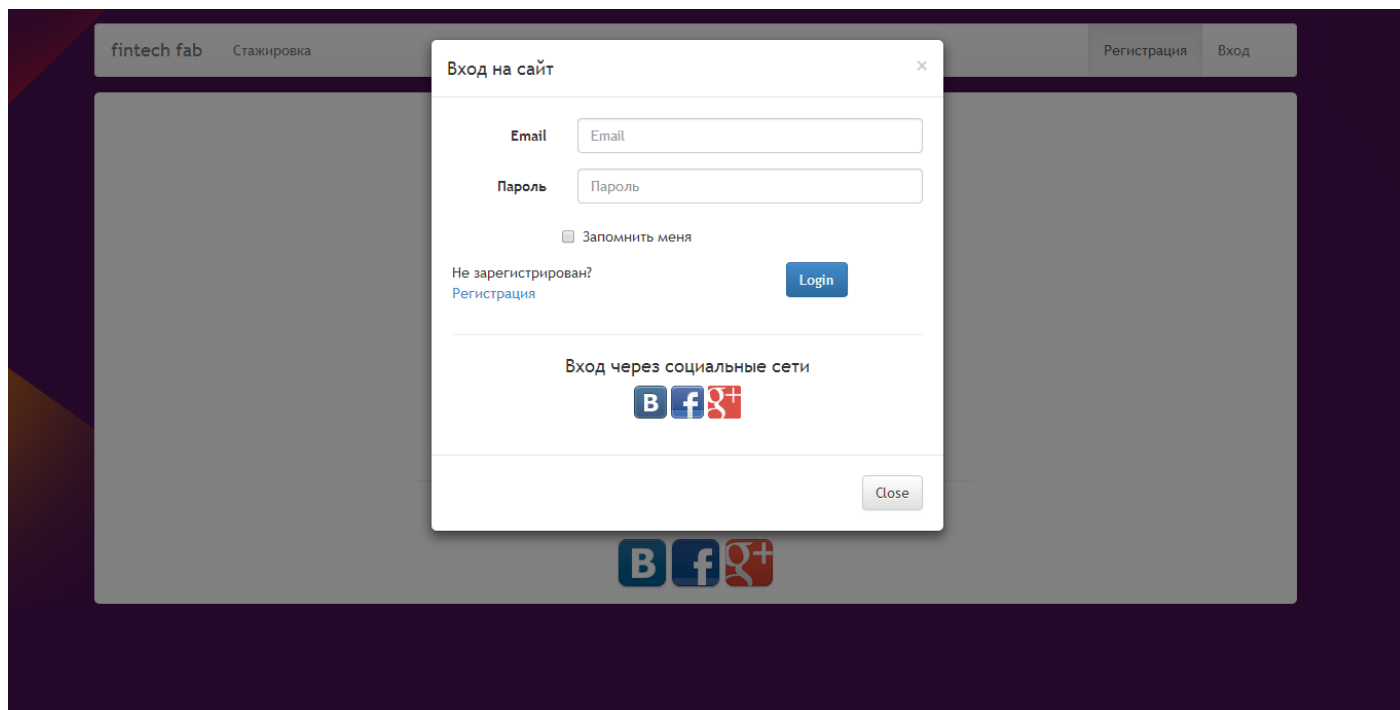 fintech fab Стажировка Регистрация Вход
Вход на сайт ×
Email Email
Пароль Пароль
Запомнить меня
Не зарегистрирован?
Регистрация
Login
Вход через социальные сети
B f g+
Close
B f g+